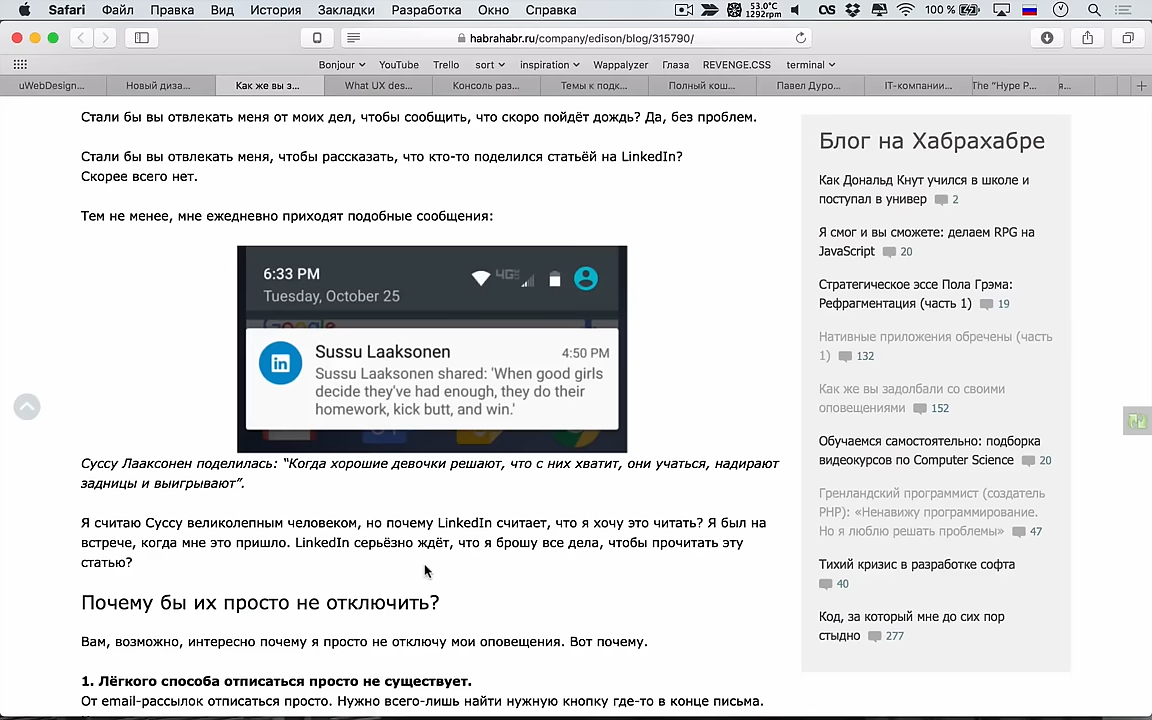 Safari Файл Правка Вид История Закладки Разработка Окно Справка 53.0°C 1292rpm 100 %
habrahabr.ru/company/edison/blog/315790/
Bonjour YouTube Trello sort inspiration Wappalyzer Глаза REVENGE.CSS terminal
uWebDesign... Новый диза... Как же вы з... What UX des... Консоль раз... Темы к подк... Полный кош... Павел Дуро... IT-компании... The "Hype P... я...
Стали бы вы отвлекать меня от моих дел, чтобы сообщить, что скоро пойдёт дождь? Да, без проблем.
Стали бы вы отвлекать меня, чтобы рассказать, что кто-то поделился статьёй на LinkedIn?
Скорее всего нет.
Тем не менее, мне ежедневно приходят подобные сообщения:
6:33 PM 4G
Tuesday, October 25
Google
in
Sussu Laaksonen 4:50 PM
Sussu Laaksonen shared: 'When good girls
decide they've had enough, they do their
homework, kick butt, and win.'
Суссу Лааксонен поделилась: “Когда хорошие девочки решают, что с них хватит, они учаться, надирают
задницы и выигрывают”.
Я считаю Суссу великолепным человеком, но почему LinkedIn считает, что я хочу это читать? Я был на
встрече, когда мне это пришло. LinkedIn серьёзно ждёт, что я брошу все дела, чтобы прочитать эту
статью?
Почему бы их просто не отключить?
Вам, возможно, интересно почему я просто не отключу мои оповещения. Вот почему.
1. Лёгкого способа отписаться просто не существует.
От email-рассылок отписаться просто. Нужно всего-лишь найти нужную кнопку где-то в конце письма.
Блог на Хабрахабре
Как Дональд Кнут учился в школе и
поступал в универ 2
Я смог и вы сможете: делаем RPG на
JavaScript 20
Стратегическое эссе Пола Грэма:
Рефрагментация (часть 1) 19
Нативные приложения обречены (часть
1) 132
Как же вы задолбали со своими
оповещениями 152
Обучаемся самостоятельно: подборка
видеокурсов по Computer Science 20
Гренландский программист (создатель
PHP): «Ненавижу программирование.
Но я люблю решать проблемы» 47
Тихий кризис в разработке софта
40
Код, за который мне до сих пор
стыдно 277